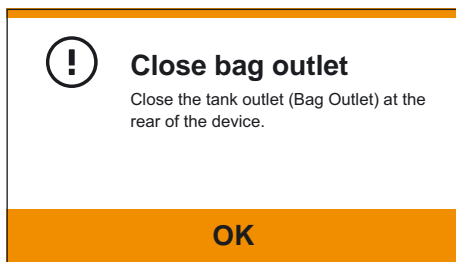 Close bag outlet
Close the tank outlet (Bag Outlet) at the
rear of the device.
OK